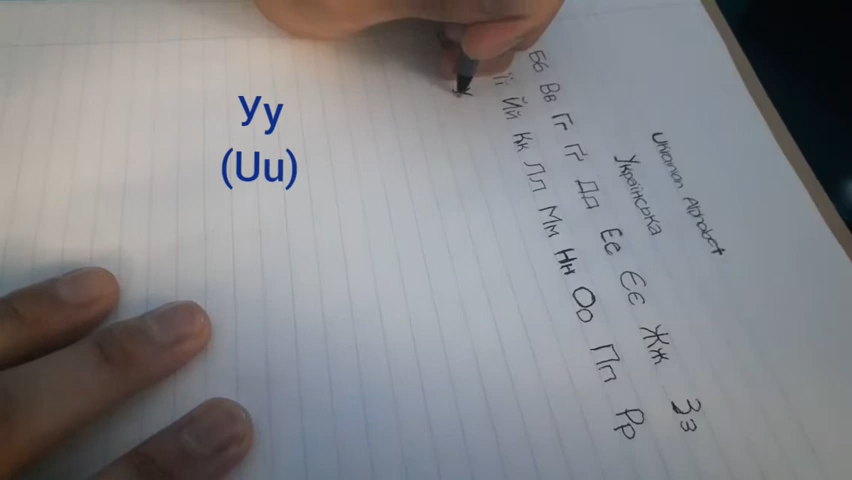 Уу
(Uu)
Ukrainian Alphabet
Українська
Бб Вв Гг Ґґ Дд Ее Єє Жж Зз
Її Йй Кк Лл Мм Нн Оо Пп Рр